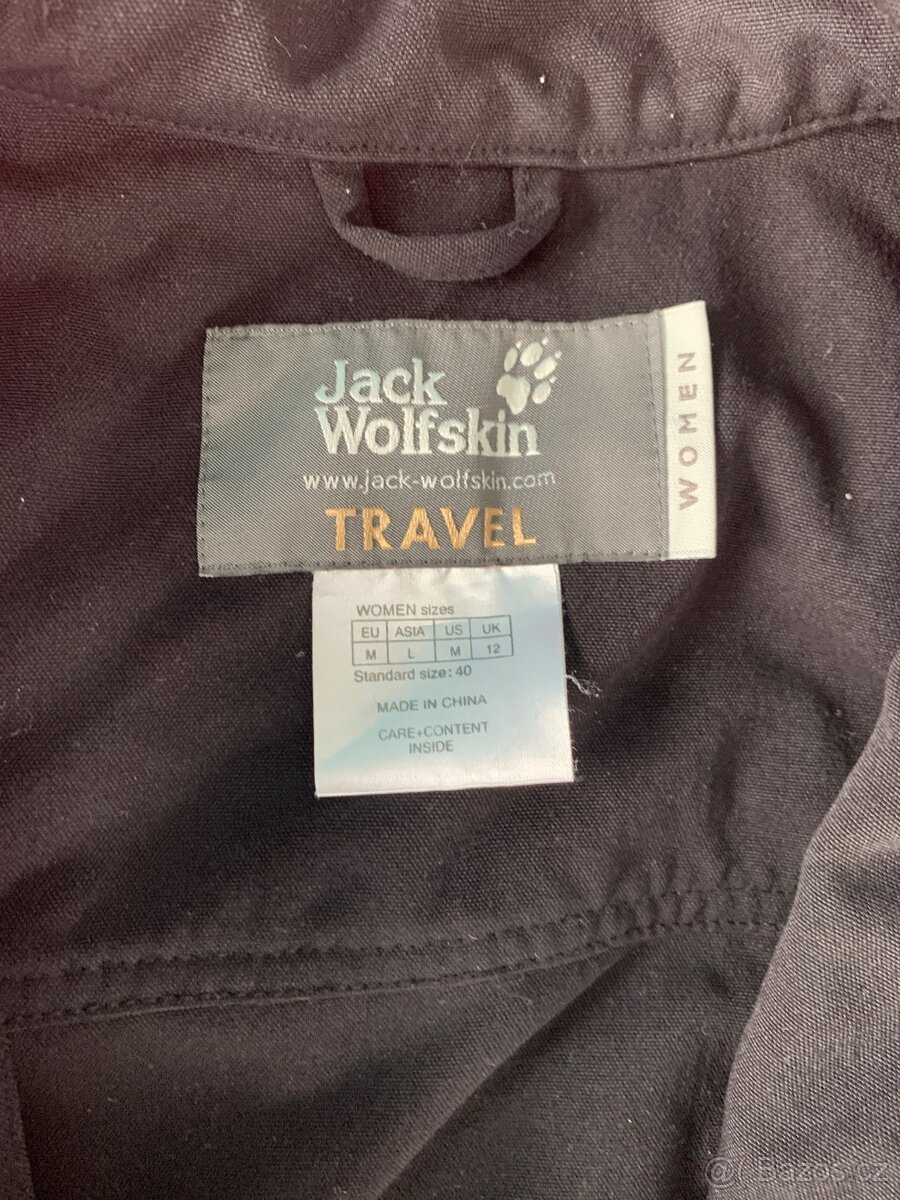 Jack
Wolfskin
www.jack-wolfskin.com
TRAVEL
WOMEN
WOMEN sizes
EU ASIA US UK
M L M 12
Standard size: 40
MADE IN CHINA
CARE+CONTENT
INSIDE
@ Bazos.cz